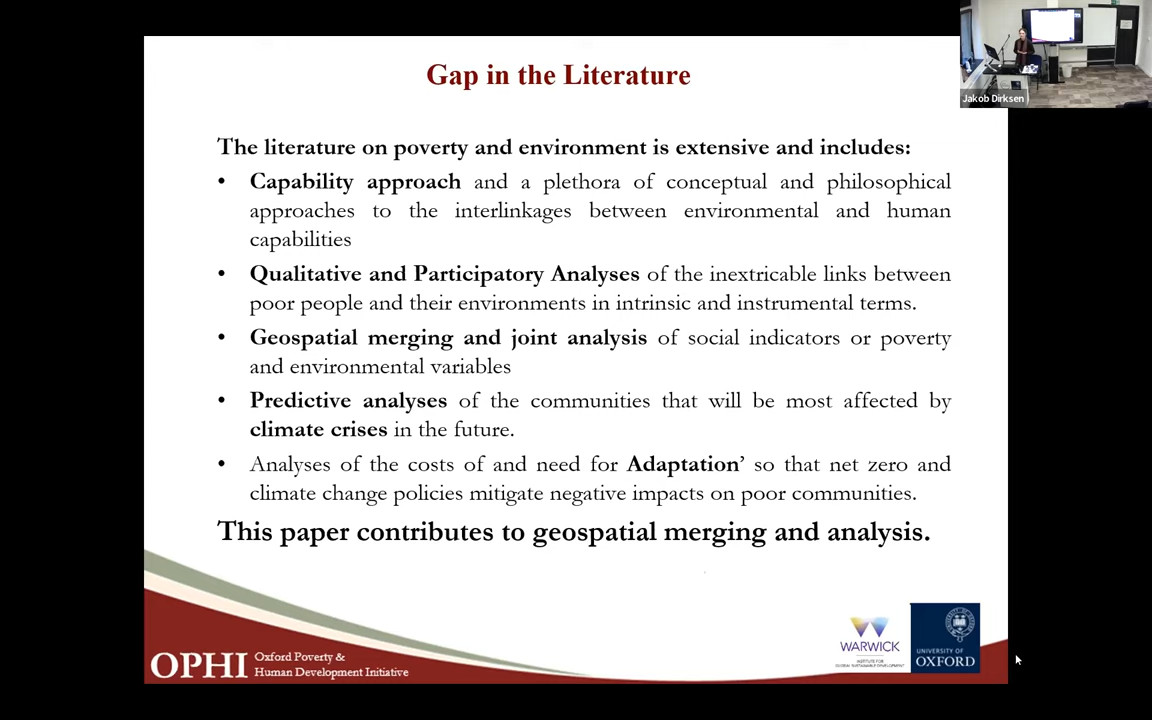 Gap in the Literature
Jakob Dirksen
The literature on poverty and environment is extensive and includes:
• Capability approach and a plethora of conceptual and philosophical
approaches to the interlinkages between environmental and human
capabilities
• Qualitative and Participatory Analyses of the inextricable links between
poor people and their environments in intrinsic and instrumental terms.
• Geospatial merging and joint analysis of social indicators or poverty
and environmental variables
• Predictive analyses of the communities that will be most affected by
climate crises in the future.
• Analyses of the costs of and need for Adaptation’ so that net zero and
climate change policies mitigate negative impacts on poor communities.
This paper contributes to geospatial merging and analysis.
OPHI
Oxford Poverty &
Human Development Initiative
WARWICK
INSTITUTE FOR
GLOBAL SUSTAINABLE DEVELOPMENT
UNIVERSITY OF
OXFORD